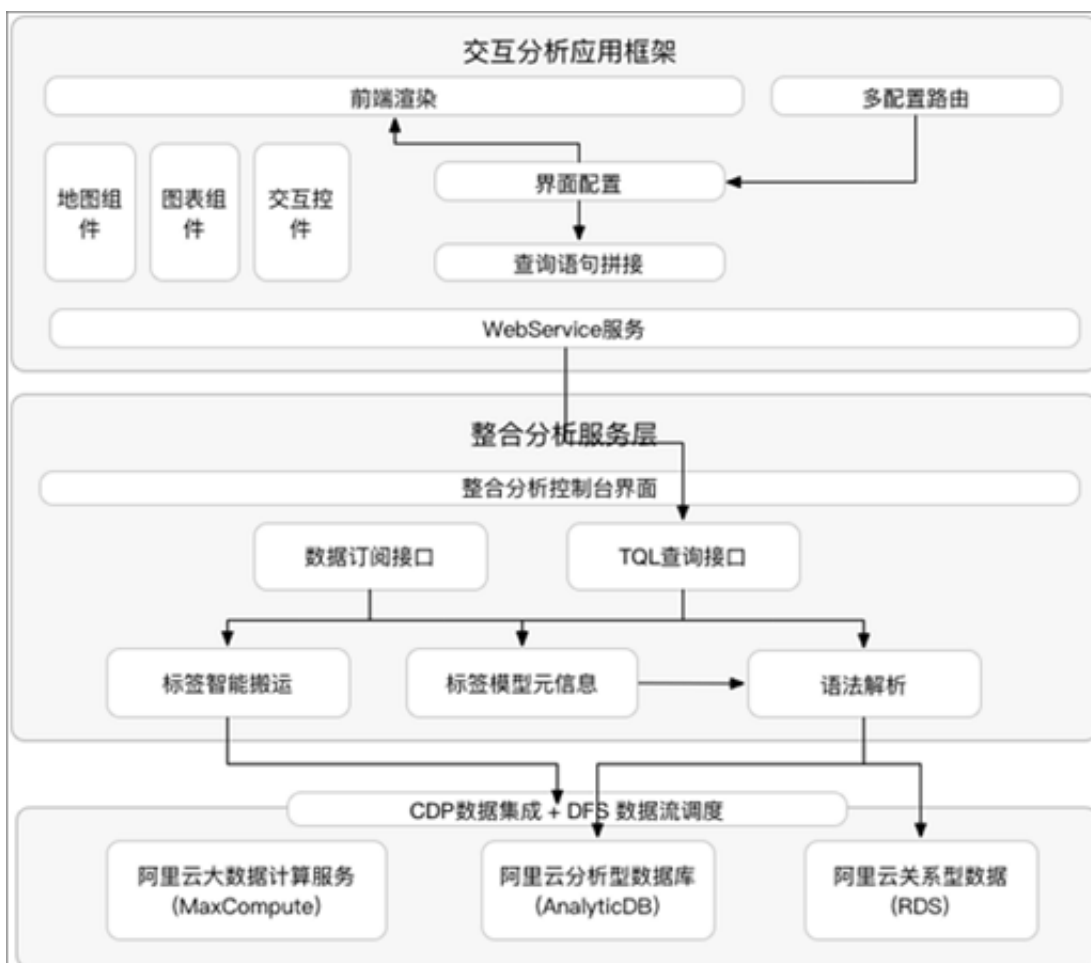 交互分析应用框架
前端渲染
多配置路由
地图组
件
图表组
件
交互控
件
界面配置
查询语句拼接
WebService服务
整合分析服务层
整合分析控制台界面
数据订阅接口
TQL查询接口
标签智能搬运
标签模型元信息
语法解析
CDP数据集成 + DFS 数据流调度
阿里云大数据计算服务
(MaxCompute)
阿里云分析型数据库
(AnalyticDB)
阿里云关系型数据
(RDS)